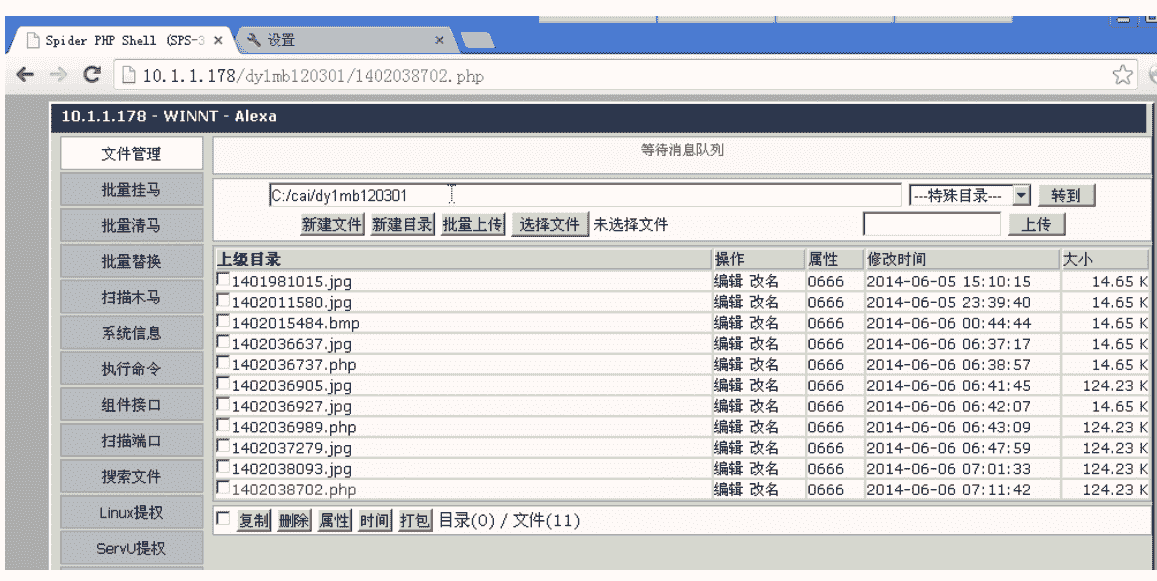 Spider PHP Shell (SPS-3 设置
10.1.1.178/dy1mb120301/1402038702.php
10.1.1.178 - WINNT - Alexa
文件管理
批量挂马
批量清马
批量替换
扫描木马
系统信息
执行命令
组件接口
扫描端口
搜索文件
Linux提权
ServU提权
等待消息队列
C:/cai/dy1mb120301 ---特殊目录--- 转到
新建文件 新建目录 批量上传 选择文件 未选择文件 上传
上级目录 操作 属性 修改时间 大小
1401981015.jpg 编辑 改名 0666 2014-06-05 15:10:15 14.65 K
1402011580.jpg 编辑 改名 0666 2014-06-05 23:39:40 14.65 K
1402015484.bmp 编辑 改名 0666 2014-06-06 00:44:44 14.65 K
1402036637.jpg 编辑 改名 0666 2014-06-06 06:37:17 14.65 K
1402036737.php 编辑 改名 0666 2014-06-06 06:38:57 14.65 K
1402036905.jpg 编辑 改名 0666 2014-06-06 06:41:45 124.23 K
1402036927.jpg 编辑 改名 0666 2014-06-06 06:42:07 14.65 K
1402036989.php 编辑 改名 0666 2014-06-06 06:43:09 124.23 K
1402037279.jpg 编辑 改名 0666 2014-06-06 06:47:59 124.23 K
1402038093.jpg 编辑 改名 0666 2014-06-06 07:01:33 124.23 K
1402038702.php 编辑 改名 0666 2014-06-06 07:11:42 124.23 K
复制 删除 属性 时间 打包 目录(0) / 文件(11)